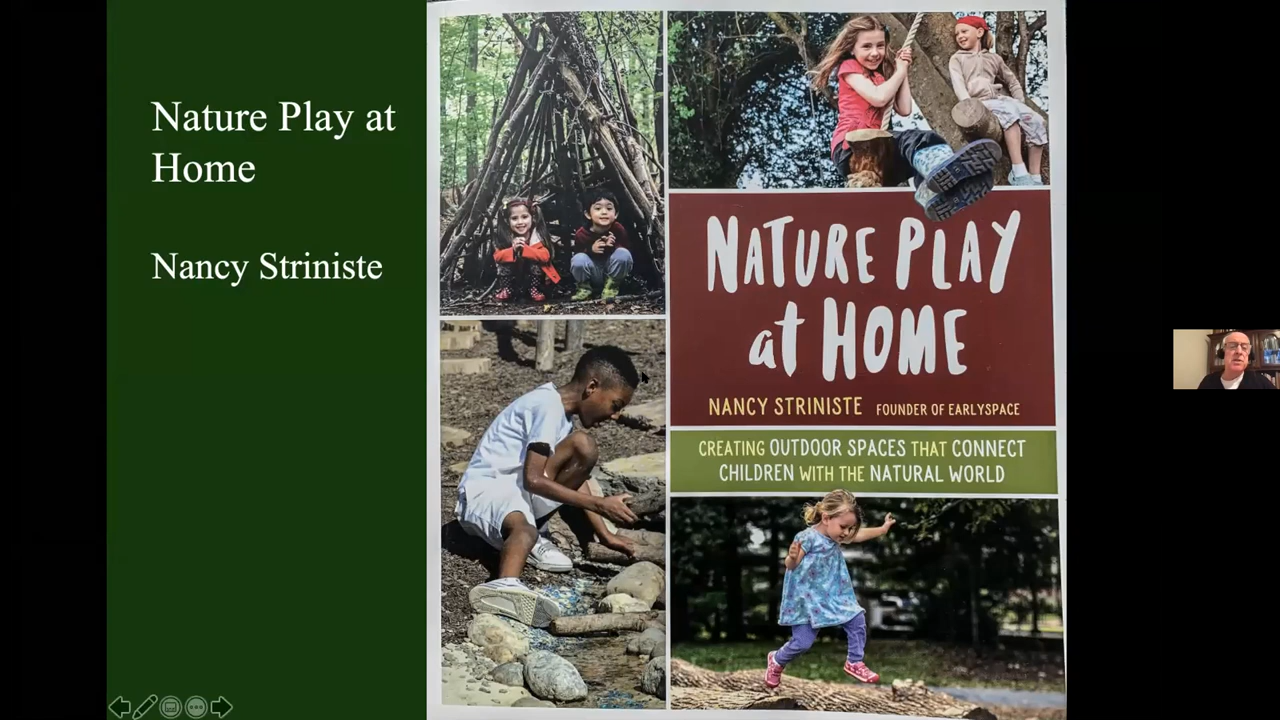 Nature Play at
Home
Nancy Striniste
NATURE PLAY
at HOME
NANCY STRINISTE FOUNDER OF EARLYSPACE
CREATING OUTDOOR SPACES THAT CONNECT
CHILDREN WITH THE NATURAL WORLD